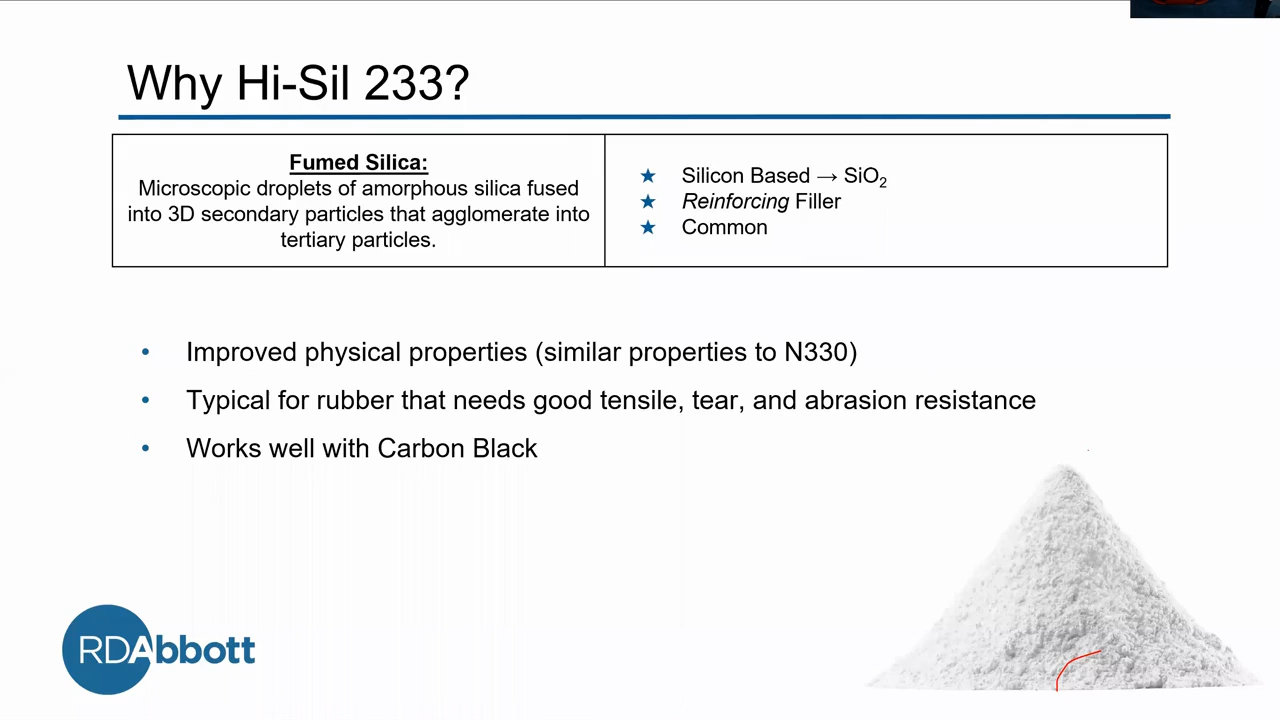 Why Hi-Sil 233?
Fumed Silica:
Microscopic droplets of amorphous silica fused
into 3D secondary particles that agglomerate into
tertiary particles.
★ Silicon Based → SiO₂
★ Reinforcing Filler
★ Common
• Improved physical properties (similar properties to N330)
• Typical for rubber that needs good tensile, tear, and abrasion resistance
• Works well with Carbon Black
RDAbbott